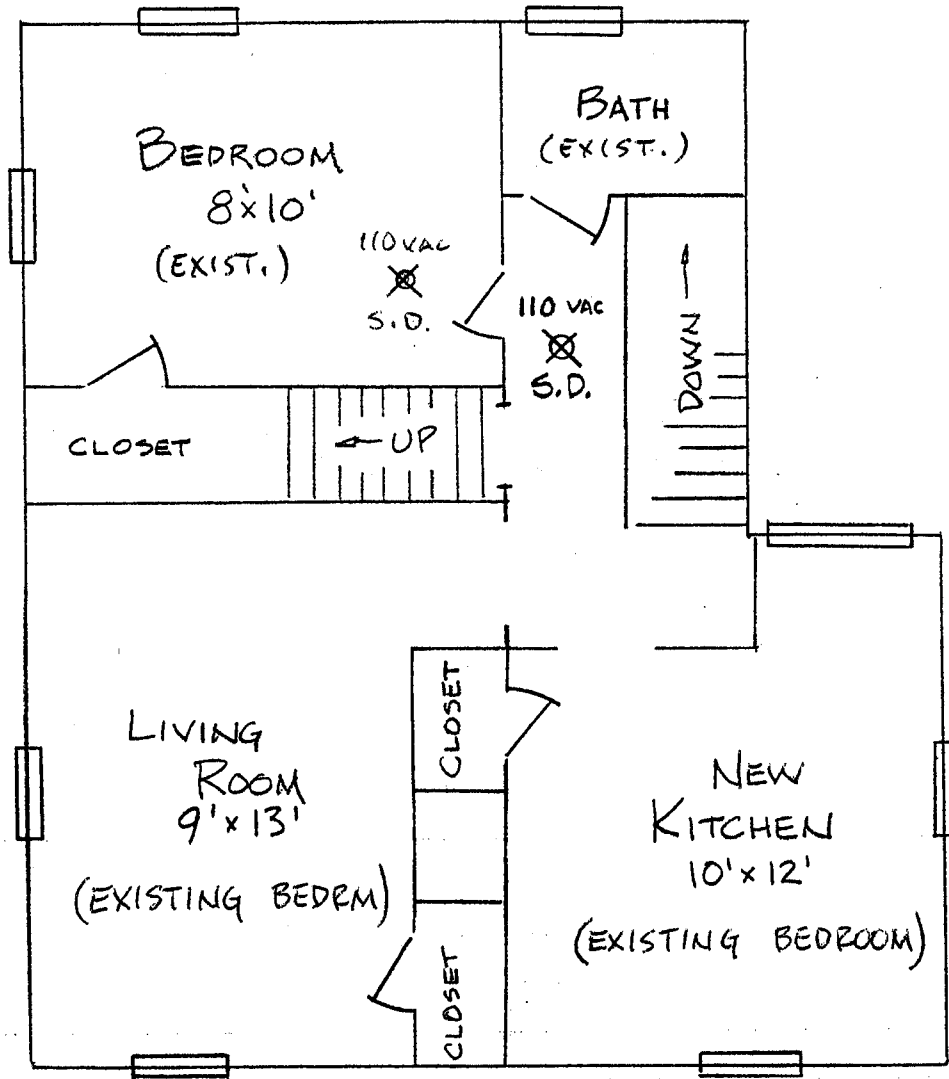 BATH
(EXIST.)
BEDROOM
8'x10'
(EXIST.)
110 VAC
S.D.
110 VAC
S.D.
DOWN
CLOSET
UP
CLOSET
LIVING
ROOM
9'x13'
(EXISTING BEDRM)
NEW
KITCHEN
10'x12'
(EXISTING BEDROOM)
CLOSET